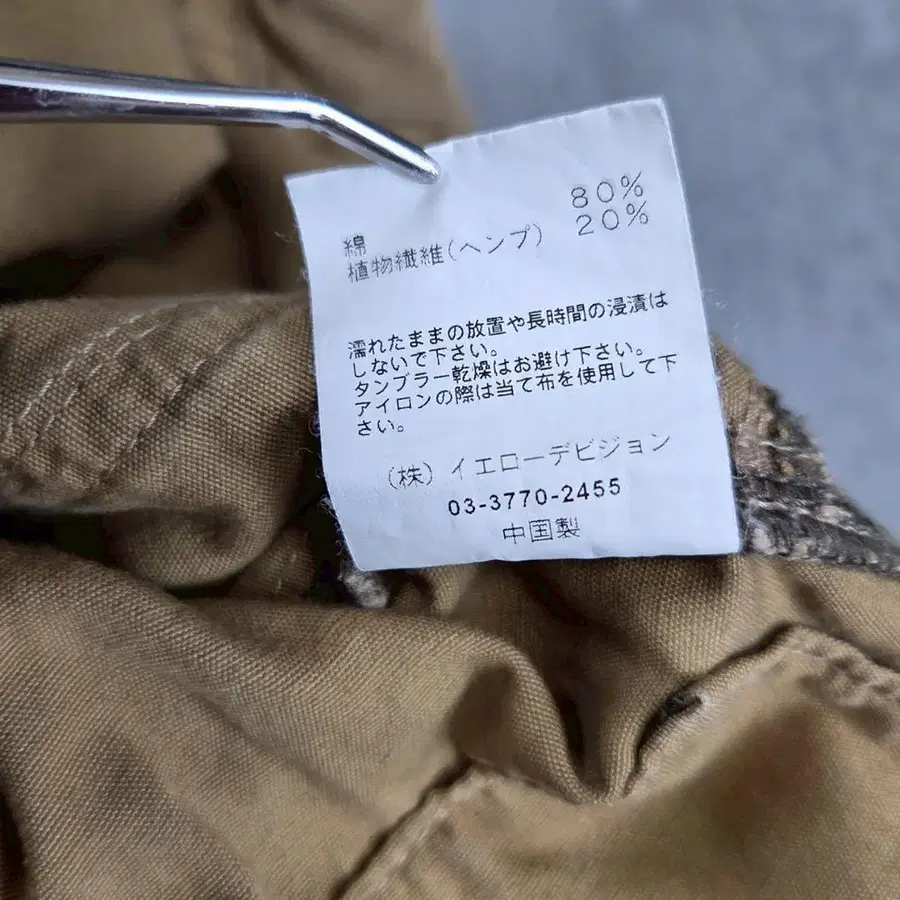 綿 80%
植物繊維(ヘンプ) 20%
濡れたままの放置や長時間の浸漬は
しないで下さい。
タンブラー乾燥はお避け下さい。
アイロンの際は当て布を使用して下
さい。
(株) イエローデビジョン
03-3770-2455
中国製